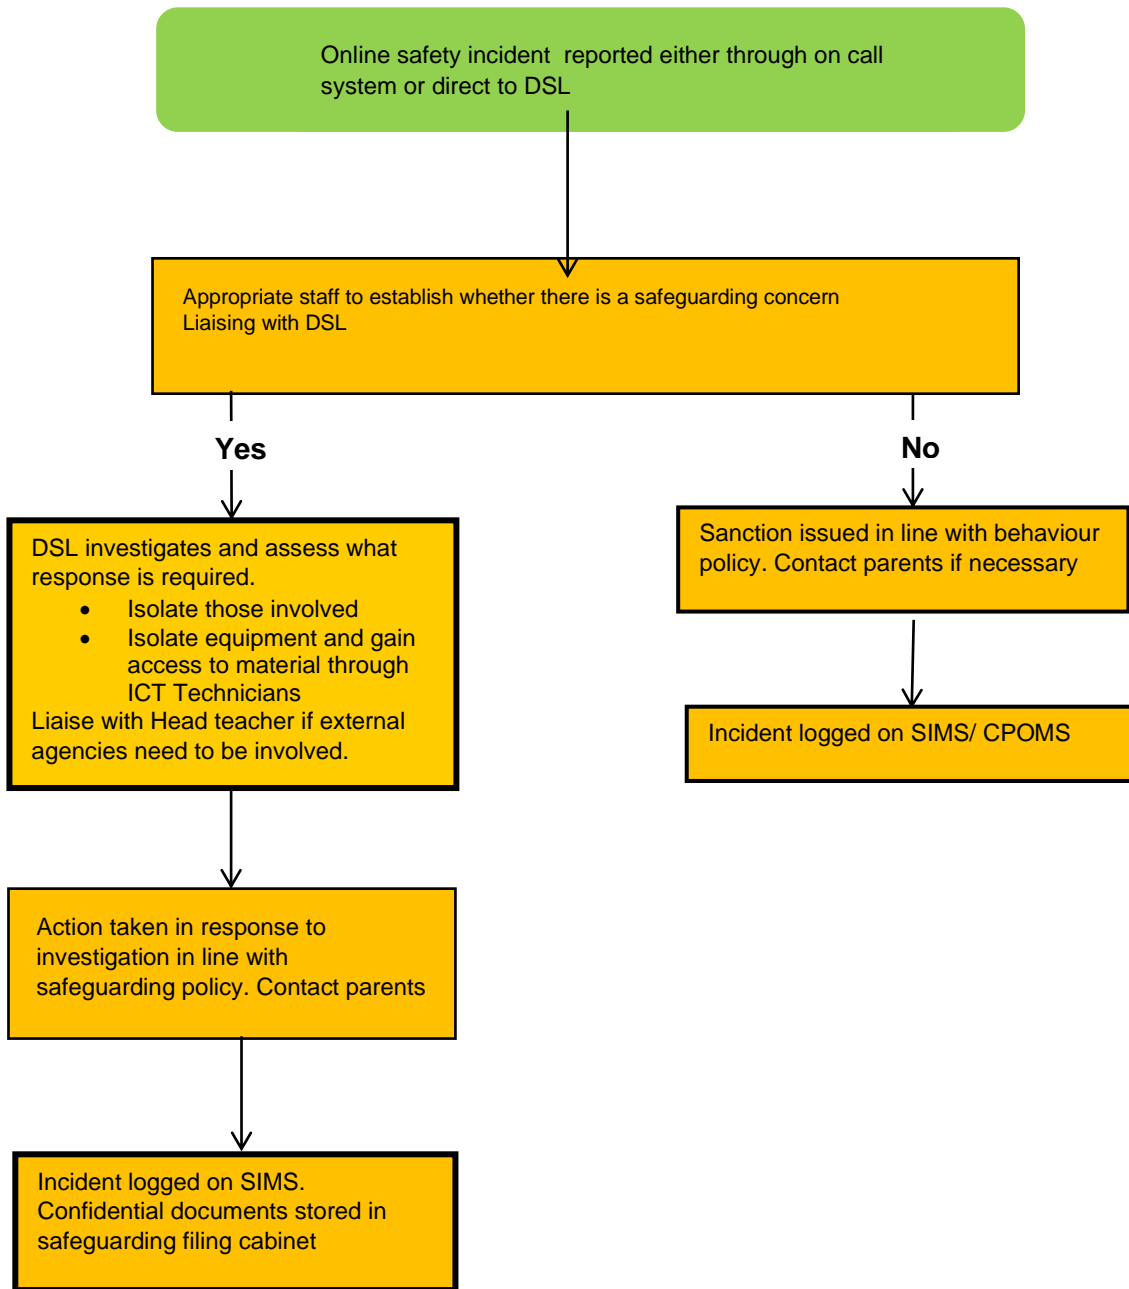 Online safety incident  reported either through on call
system or direct to DSL
Appropriate staff to establish whether there is a safeguarding concern
Liaising with DSL
Yes
No
DSL investigates and assess what
response is required.
• Isolate those involved
• Isolate equipment and gain
access to material through
ICT Technicians
Liaise with Head teacher if external
agencies need to be involved.
Sanction issued in line with behaviour
policy. Contact parents if necessary
Incident logged on SIMS/ CPOMS
Action taken in response to
investigation in line with
safeguarding policy. Contact parents
Incident logged on SIMS.
Confidential documents stored in
safeguarding filing cabinet